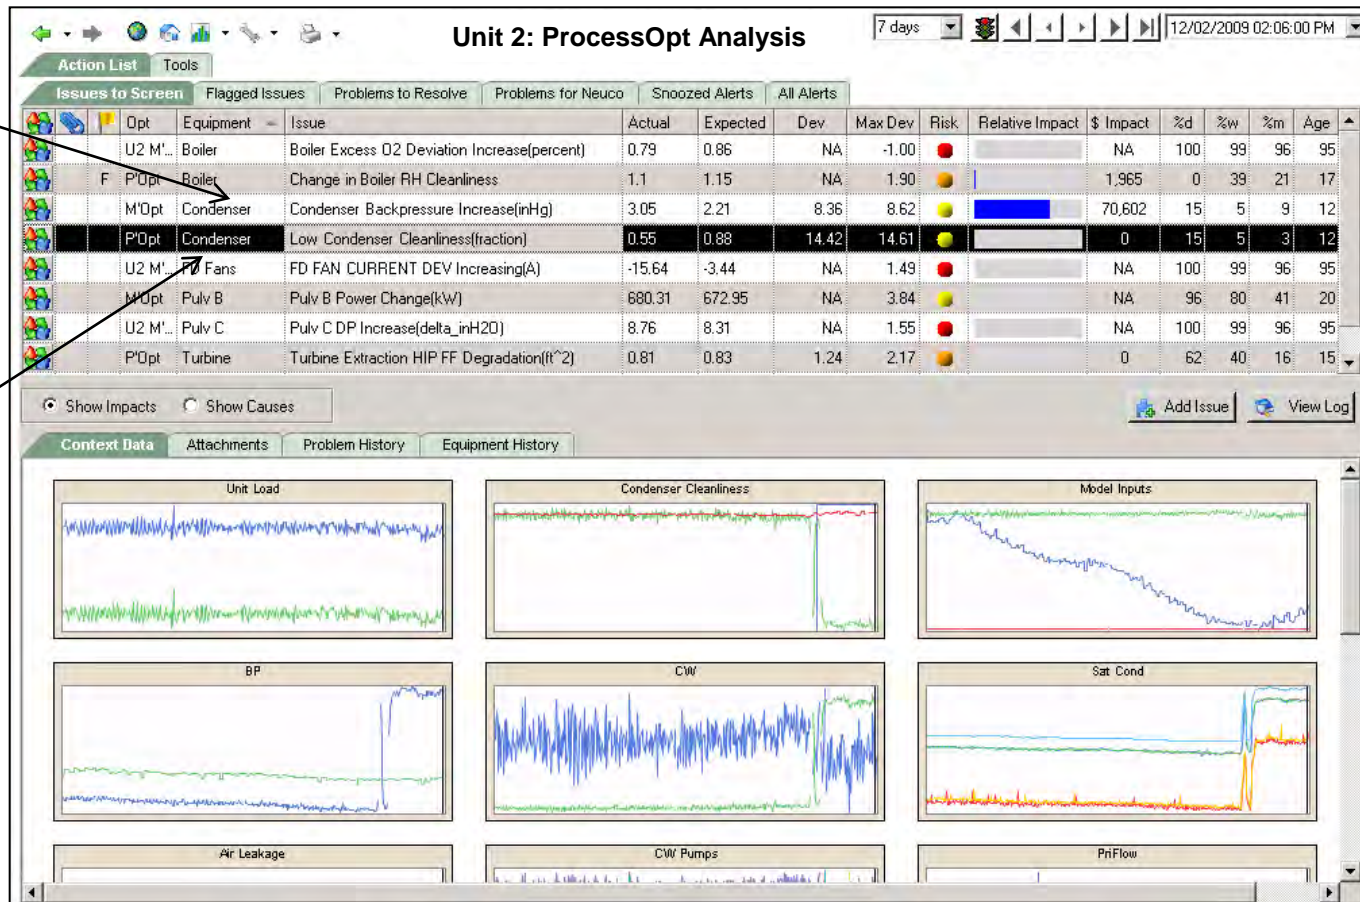 Unit 2: ProcessOpt Analysis
7 days
12/02/2009 02:06:00 PM
Action List Tools
Issues to Screen Flagged Issues Problems to Resolve Problems for Neuco Snoozed Alerts All Alerts
Opt Equipment Issue Actual Expected Dev Max Dev Risk Relative Impact $ Impact %d %w %m Age
U2 M'... Boiler Boiler Excess O2 Deviation Increase(percent) 0.79 0.86 NA -1.00 NA 100 99 96 95
F P'Opt Boiler Change in Boiler RH Cleanliness 1.1 1.15 NA 1.90 1,965 0 39 21 17
M'Opt Condenser Condenser Backpressure Increase(inHg) 3.05 2.21 8.36 8.62 70,602 15 5 9 12
P'Opt Condenser Low Condenser Cleanliness(fraction) 0.55 0.88 14.42 14.61 0 15 5 3 12
U2 M'... FD Fans FD FAN CURRENT DEV Increasing(A) -15.64 -3.44 NA 1.49 NA 100 99 96 95
M'Opt Pulv B Pulv B Power Change(kW) 680.31 672.95 NA 3.84 NA 96 80 41 20
U2 M'... Pulv C Pulv C DP Increase(delta_inH2O) 8.76 8.31 NA 1.55 NA 100 99 96 95
P'Opt Turbine Turbine Extraction HIP FF Degradation(ft^2) 0.81 0.83 1.24 2.17 0 62 40 16 15
Show Impacts Show Causes Add Issue View Log
Context Data Attachments Problem History Equipment History
Unit Load Condenser Cleanliness Model Inputs
BP CW Sat Cond
Air Leakage CW Pumps PriFlow